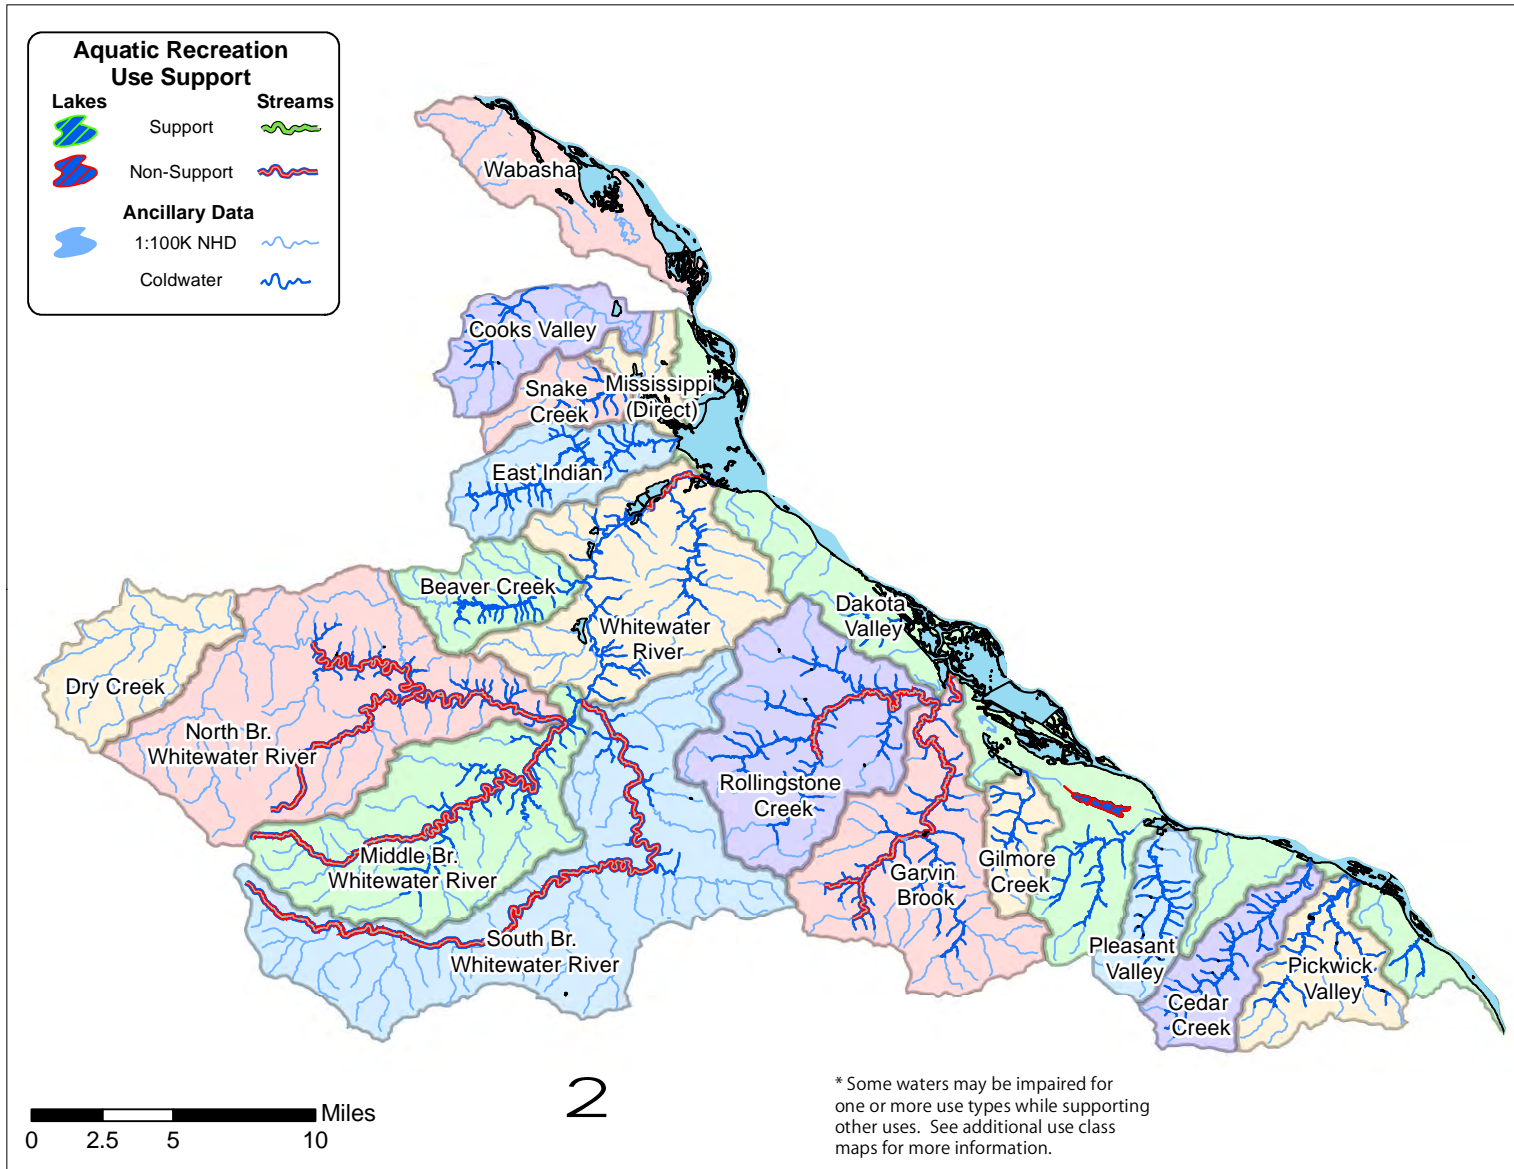 Aquatic Recreation
Use Support
Lakes
Streams
Support
Non-Support
Ancillary Data
1:100K NHD
Coldwater
Wabasha
Cooks Valley
Snake
Creek
Mississippi
(Direct)
East Indian
Beaver Creek
Whitewater
River
Dakota
Valley
Dry Creek
North Br.
Whitewater River
Rollingstone
Creek
Middle Br.
Whitewater River
Garvin
Brook
Gilmore
Creek
South Br.
Whitewater River
Pleasant
Valley
Pickwick
Valley
Cedar
Creek
Miles
0 2.5 5 10
2
* Some waters may be impaired for
one or more use types while supporting
other uses. See additional use class
maps for more information.